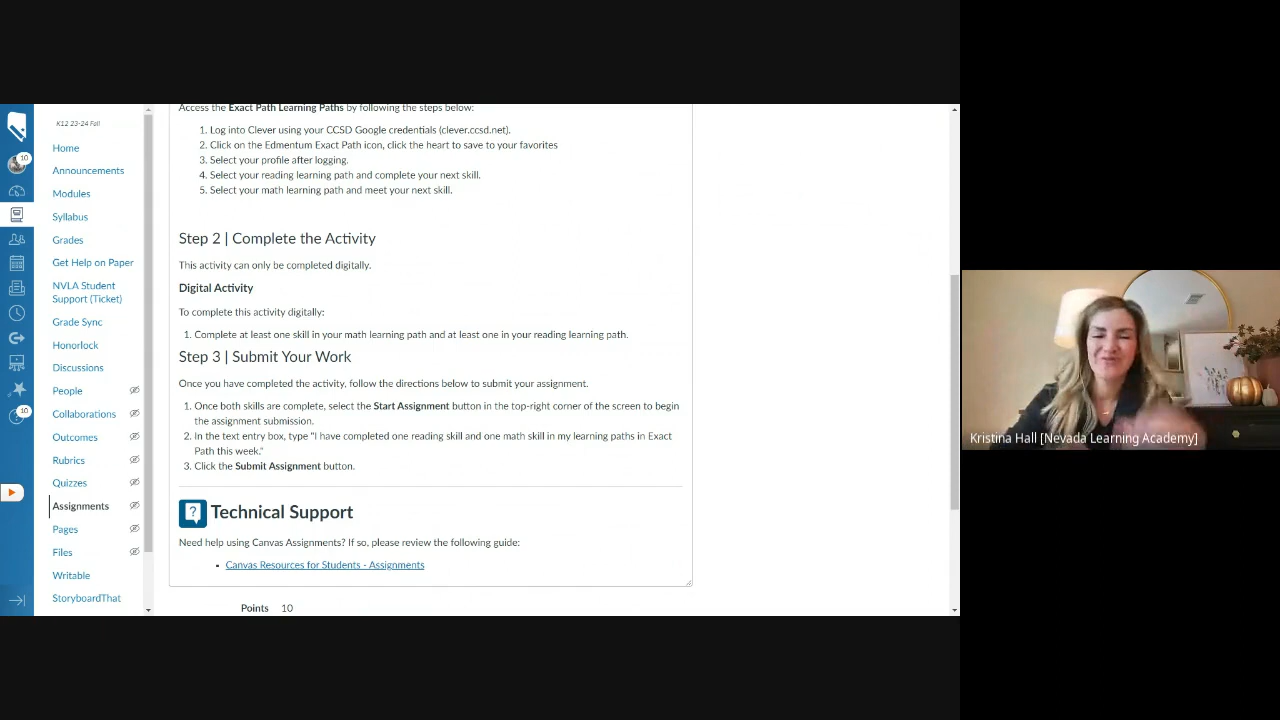 K12 23-24 Fall
Home
Announcements
Modules
Syllabus
Grades
Get Help on Paper
NVLA Student
Support (Ticket)
Grade Sync
Honorlock
Discussions
People
Collaborations
Outcomes
Rubrics
Quizzes
Assignments
Pages
Files
Writable
StoryboardThat
10
10
Access the Exact Path Learning Paths by following the steps below:
1. Log into Clever using your CCSD Google credentials (clever.ccsd.net).
2. Click on the Edmentum Exact Path icon, click the heart to save to your favorites
3. Select your profile after logging.
4. Select your reading learning path and complete your next skill.
5. Select your math learning path and meet your next skill.
Step 2 | Complete the Activity
This activity can only be completed digitally.
Digital Activity
To complete this activity digitally:
1. Complete at least one skill in your math learning path and at least one in your reading learning path.
Step 3 | Submit Your Work
Once you have completed the activity, follow the directions below to submit your assignment.
1. Once both skills are complete, select the Start Assignment button in the top-right corner of the screen to begin
the assignment submission.
2. In the text entry box, type "I have completed one reading skill and one math skill in my learning paths in Exact
Path this week."
3. Click the Submit Assignment button.
? Technical Support
Need help using Canvas Assignments? If so, please review the following guide:
Canvas Resources for Students - Assignments
Points 10
Kristina Hall [Nevada Learning Academy]